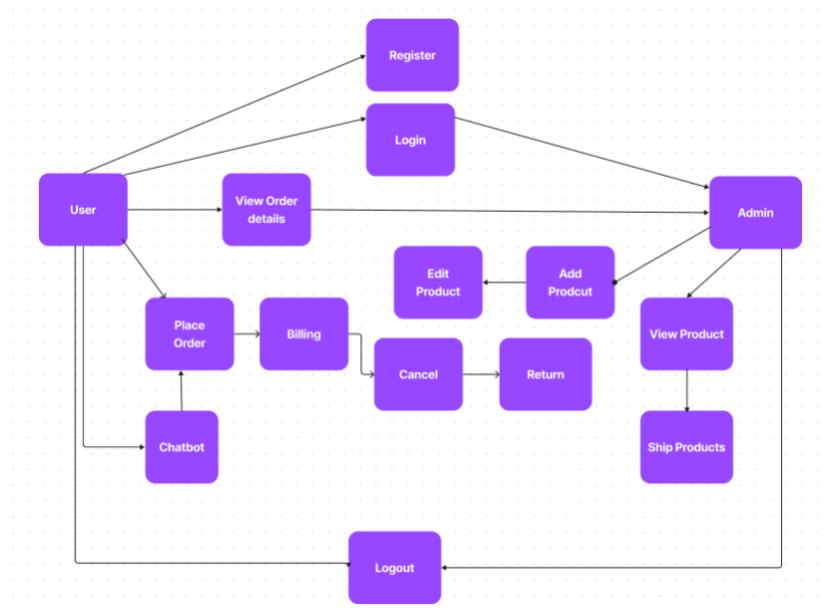 Register
Login
User
View Order
details
Admin
Edit
Product
Add
Prodcut
Place
Order
Billing
View Product
Cancel
Return
Chatbot
Ship Products
Logout